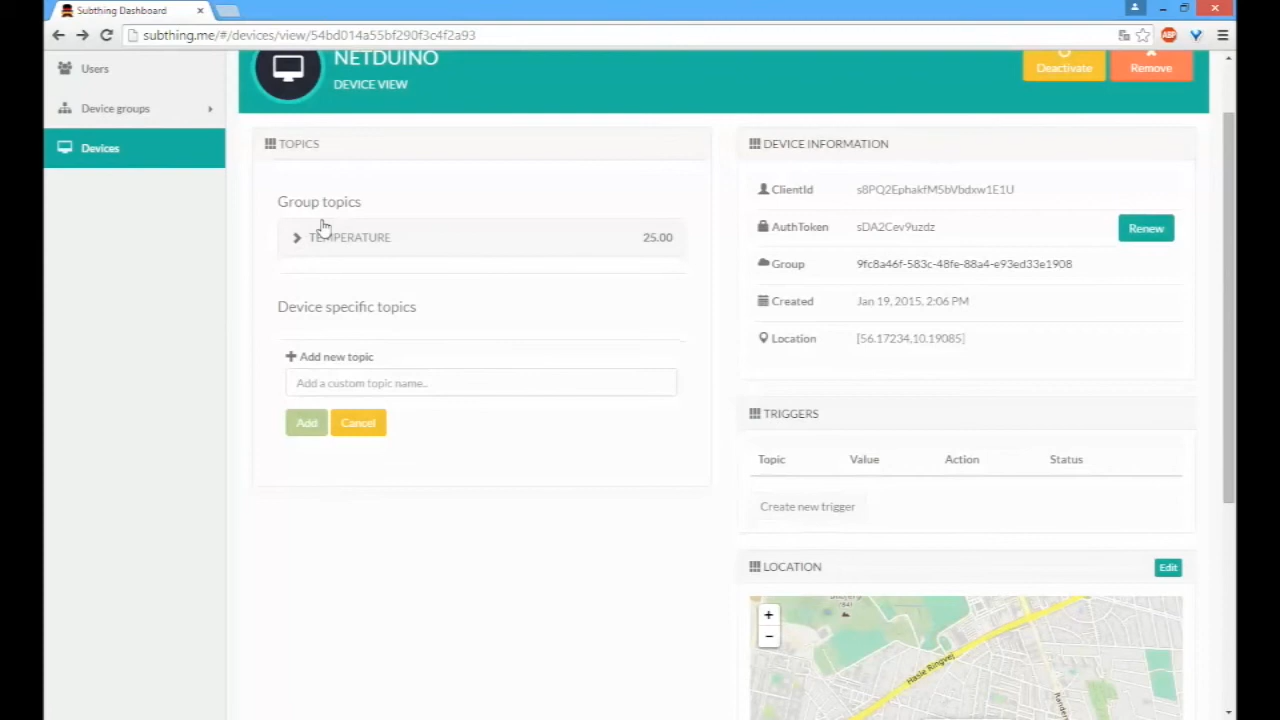 Subthing Dashboard
subthing.me/#/devices/view/54bd014a55bf290f3c4f2a93
Users
Device groups
Devices
NETDUINO
DEVICE VIEW
Deactivate
Remove
TOPICS
Group topics
TEMPERATURE 25.00
Device specific topics
Add new topic
Add a custom topic name..
Add Cancel
DEVICE INFORMATION
ClientId s8PQ2EphakfM5bVbdxw1E1U
AuthToken sDA2Cev9uzdz Renew
Group 9fc8a46f-583c-48fe-88a4-e93ed33e1908
Created Jan 19, 2015. 2:06 PM
Location [56.17234,10.19085]
TRIGGERS
Topic Value Action Status
Create new trigger
LOCATION Edit
+
−
Hasle Ringvej